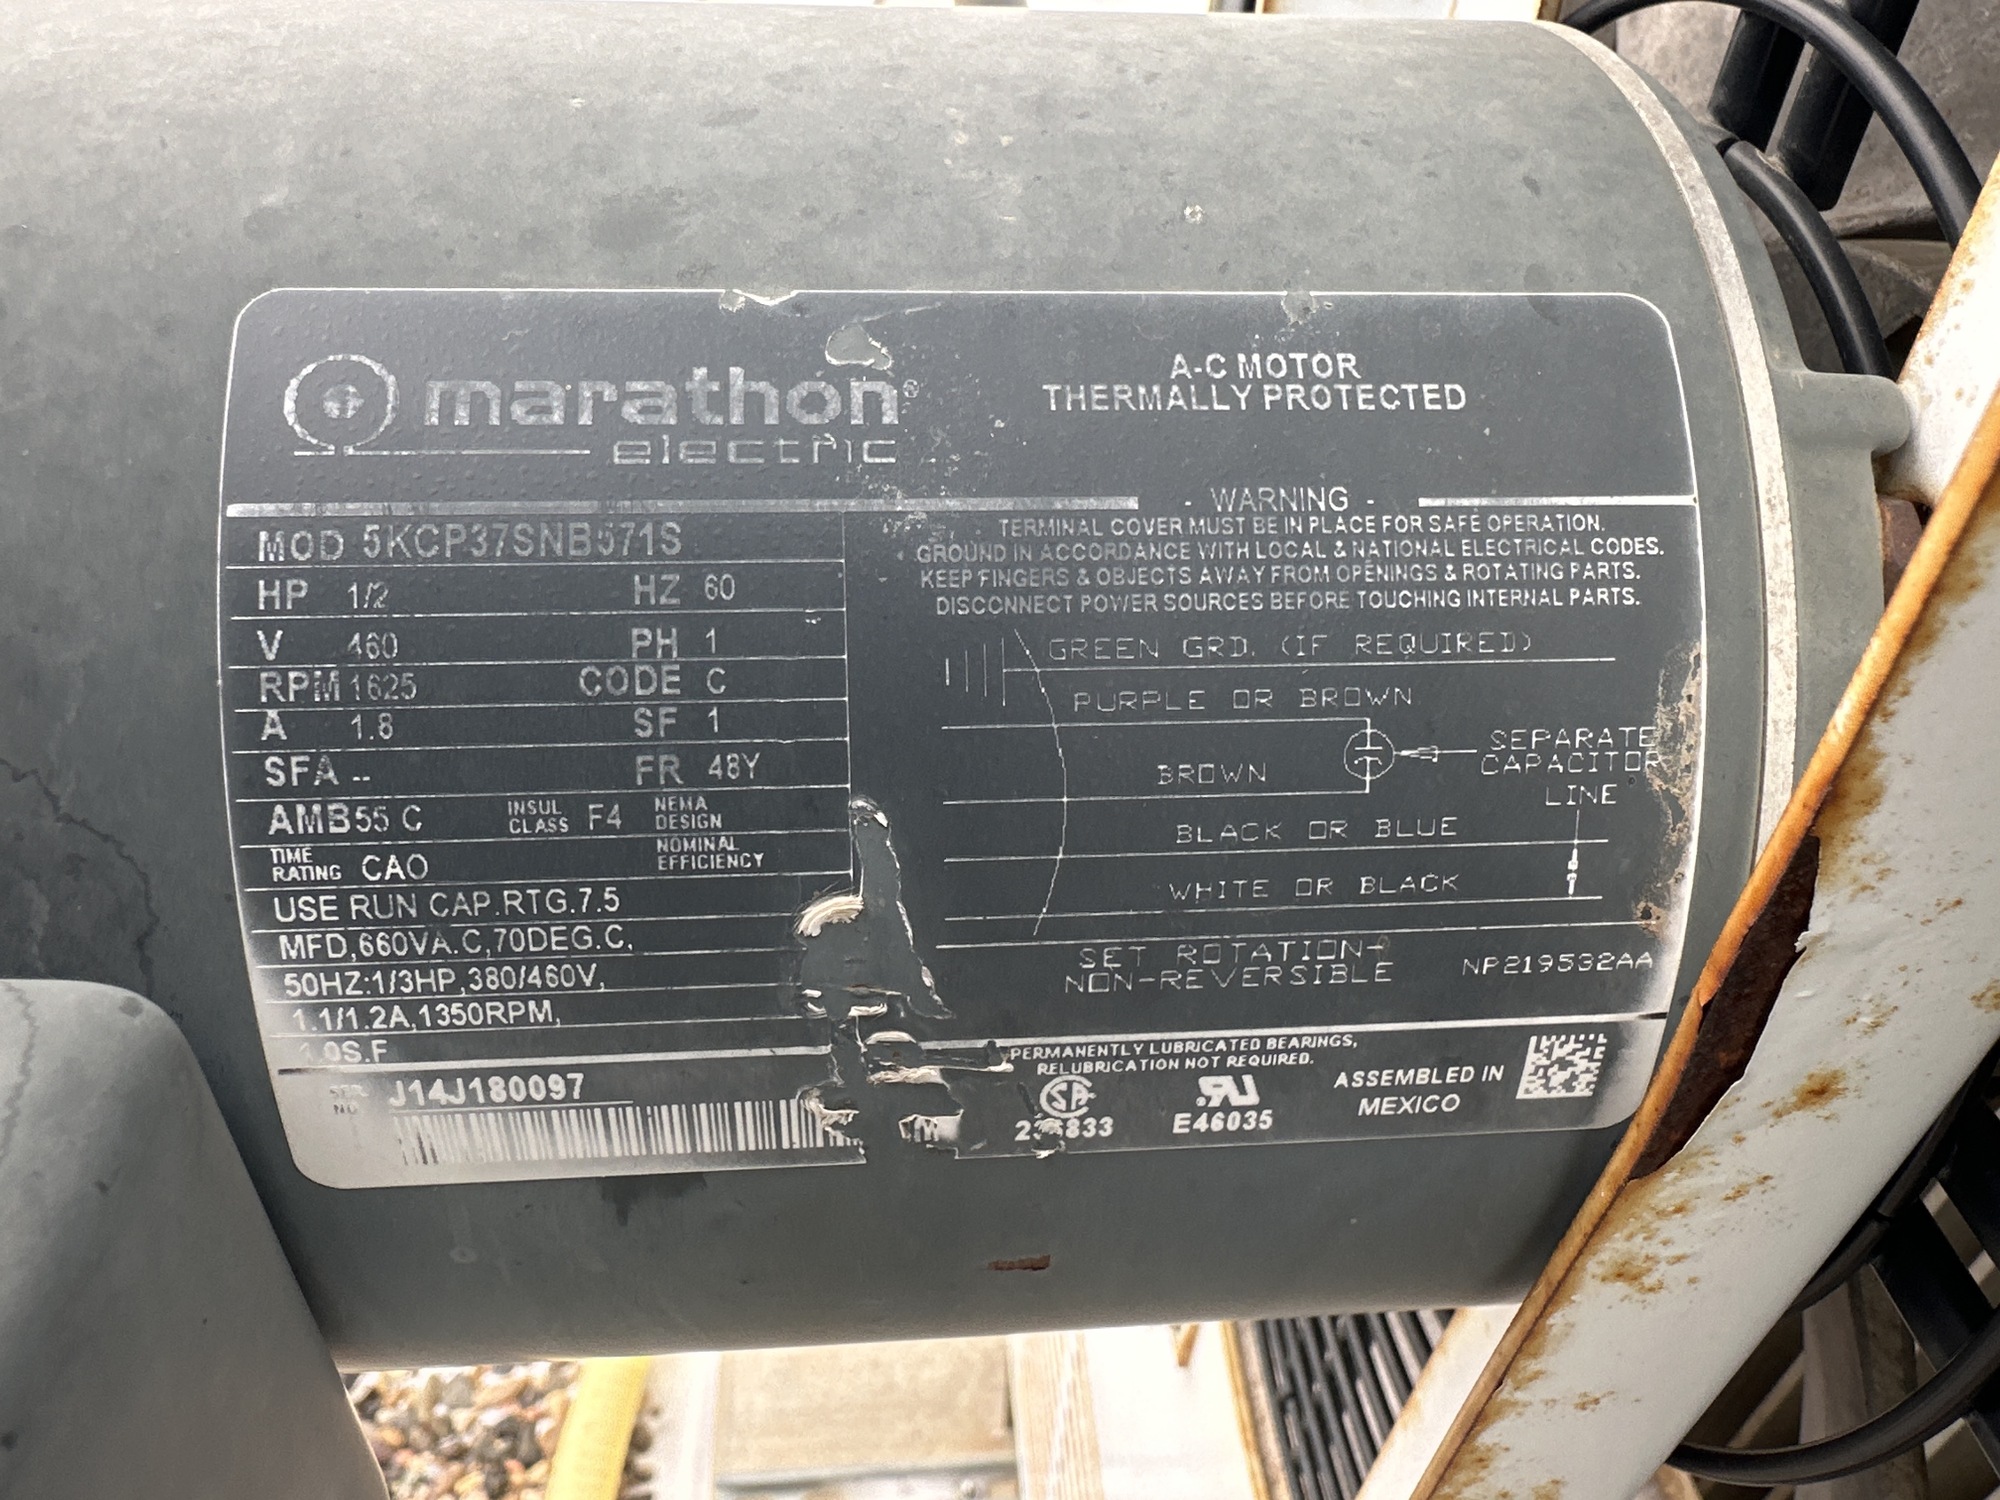 marathon®
electric
A-C MOTOR
THERMALLY PROTECTED
MOD 5KCP37SNB571S
HP 1/2 HZ 60
V 460 PH 1
RPM 1625 CODE C
A 1.8 SF 1
SFA -- FR 48Y
AMB 55 C INSUL CLASS F4 NEMA DESIGN
TIME RATING CAO NOMINAL EFFICIENCY
USE RUN CAP.RTG.7.5
MFD,660VA.C,70DEG.C,
50HZ:1/3HP,380/460V,
1.1/1.2A,1350RPM,
1.0S.F
SER NO J14J180097
- WARNING -
TERMINAL COVER MUST BE IN PLACE FOR SAFE OPERATION.
GROUND IN ACCORDANCE WITH LOCAL & NATIONAL ELECTRICAL CODES.
KEEP FINGERS & OBJECTS AWAY FROM OPENINGS & ROTATING PARTS.
DISCONNECT POWER SOURCES BEFORE TOUCHING INTERNAL PARTS.
GREEN GRD. (IF REQUIRED)
PURPLE OR BROWN
SEPARATE
CAPACITOR
BROWN
LINE
BLACK OR BLUE
WHITE OR BLACK
SET ROTATION-
NON-REVERSIBLE
NP219532AA
PERMANENTLY LUBRICATED BEARINGS,
RELUBRICATION NOT REQUIRED.
E46035
ASSEMBLED IN
MEXICO